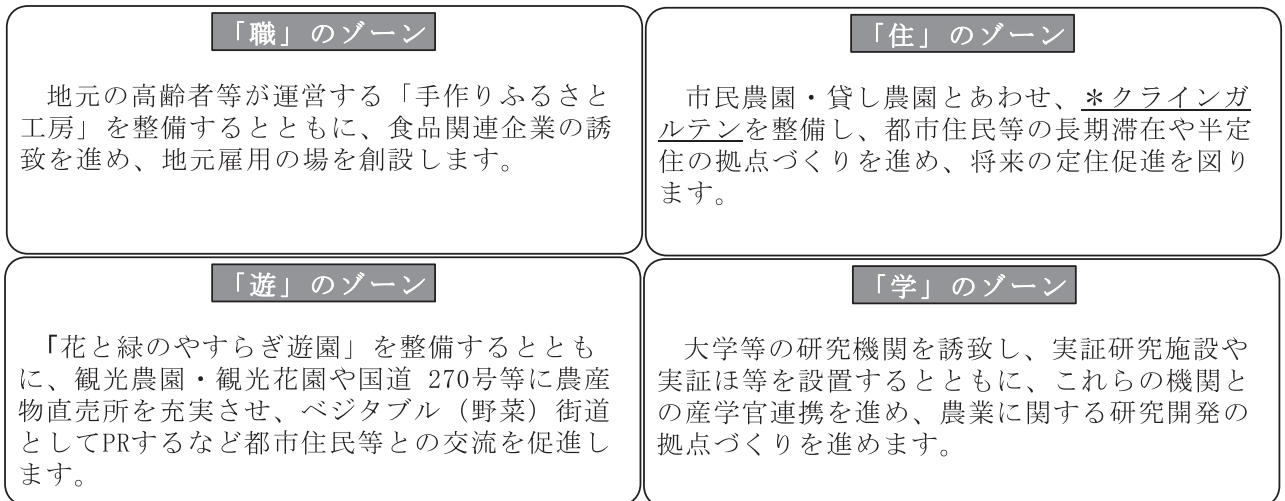 「職」のゾーン
地元の高齢者等が運営する「手作りふるさと
工房」を整備するとともに、食品関連企業の誘
致を進め、地元雇用の場を創設します。
「住」のゾーン
市民農園・貸し農園とあわせ、＊クラインガ
ルテンを整備し、都市住民等の長期滞在や半定
住の拠点づくりを進め、将来の定住促進を図り
ます。
「遊」のゾーン
「花と緑のやすらぎ遊園」を整備するととも
に、観光農園・観光花園や国道 270号等に農産
物直売所を充実させ、ベジタブル（野菜）街道
としてPRするなど都市住民等との交流を促進し
ます。
「学」のゾーン
大学等の研究機関を誘致し、実証研究施設や
実証ほ等を設置するとともに、これらの機関と
の産学官連携を進め、農業に関する研究開発の
拠点づくりを進めます。